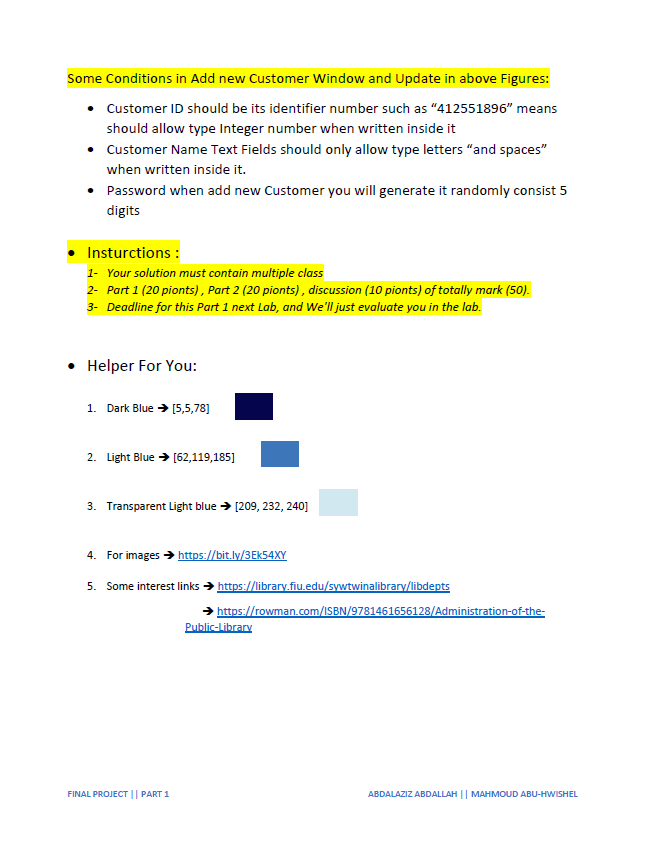 Some Conditions in Add new Customer Window and Update in above Figures:
• Customer ID should be its identifier number such as “412551896” means
should allow type Integer number when written inside it
• Customer Name Text Fields should only allow type letters “and spaces”
when written inside it.
• Password when add new Customer you will generate it randomly consist 5
digits
• Insturctions :
1- Your solution must contain multiple class
2- Part 1 (20 pionts) , Part 2 (20 pionts) , discussion (10 pionts) of totally mark (50).
3- Deadline for this Part 1 next Lab, and We'll just evaluate you in the lab.
• Helper For You:
1. Dark Blue ➔ [5,5,78]
2. Light Blue ➔ [62,119,185]
3. Transparent Light blue ➔ [209, 232, 240]
4. For images ➔ https://bit.ly/3Ek54XY
5. Some interest links ➔ https://library.fiu.edu/sywtwinalibrary/libdepts
➔ https://rowman.com/ISBN/9781461656128/Administration-of-the-
Public-Library
FINAL PROJECT || PART 1 ABDALAZIZ ABDALLAH || MAHMOUD ABU-HWISHEL